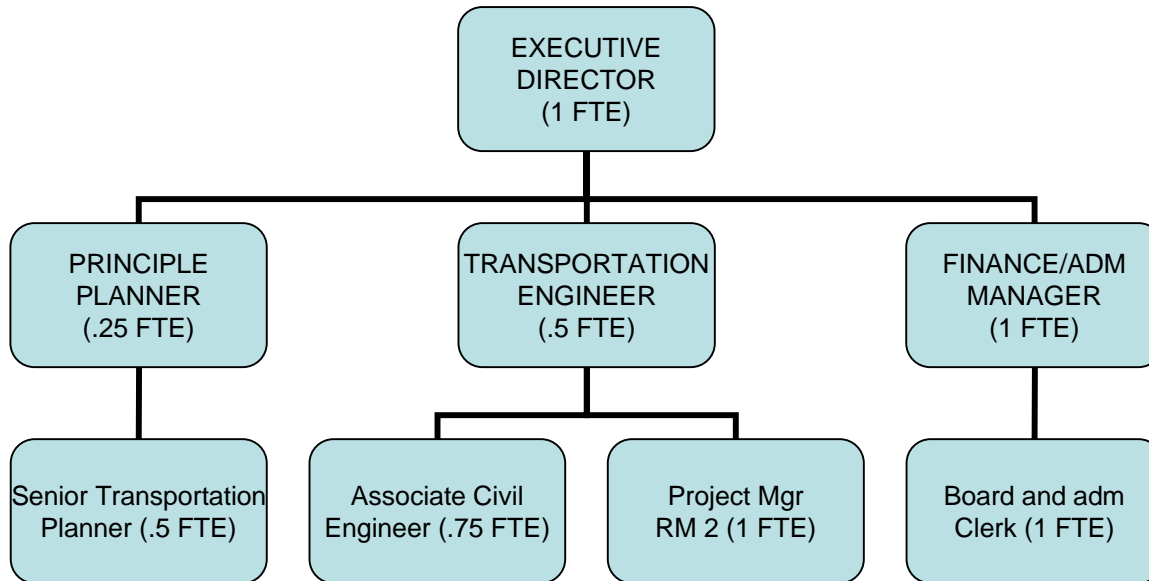 EXECUTIVE
DIRECTOR
(1 FTE)
PRINCIPLE
PLANNER
(.25 FTE)
TRANSPORTATION
ENGINEER
(.5 FTE)
FINANCE/ADM
MANAGER
(1 FTE)
Senior Transportation
Planner (.5 FTE)
Associate Civil
Engineer (.75 FTE)
Project Mgr
RM 2 (1 FTE)
Board and adm
Clerk (1 FTE)